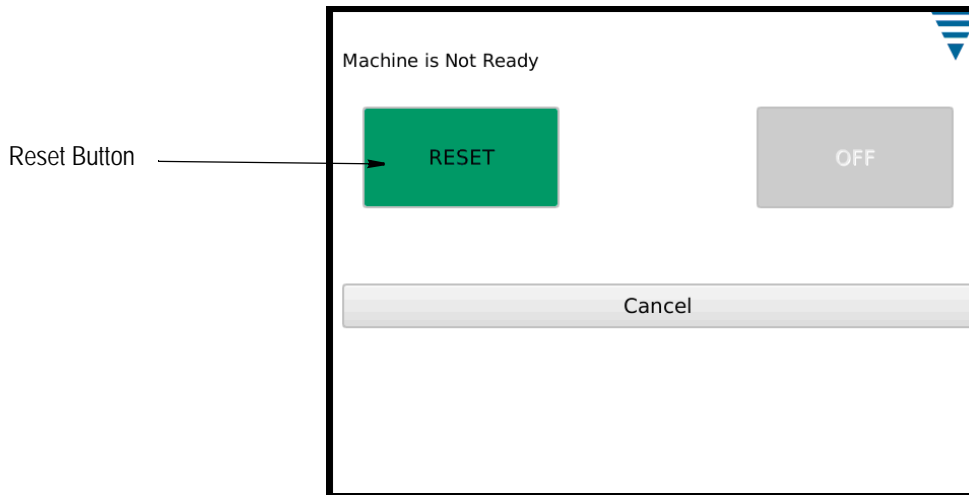 Machine is Not Ready
Reset Button
RESET
OFF
Cancel